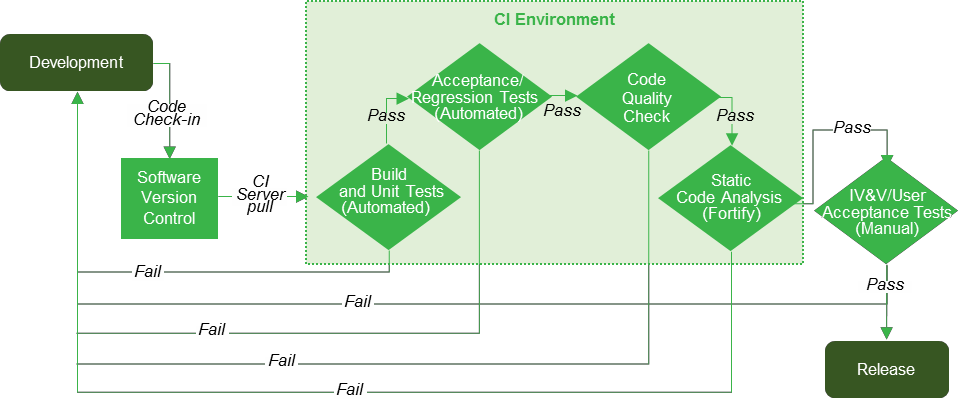 CI Environment
Development
Code
Check-in
Software
Version
Control
CI
Server
pull
Build
and Unit Tests
(Automated)
Pass
Acceptance/
Regression Tests
(Automated)
Pass
Code
Quality
Check
Pass
Static
Code Analysis
(Fortify)
Pass
IV&V/User
Acceptance Tests
(Manual)
Pass
Release
Fail
Fail
Fail
Fail
Fail